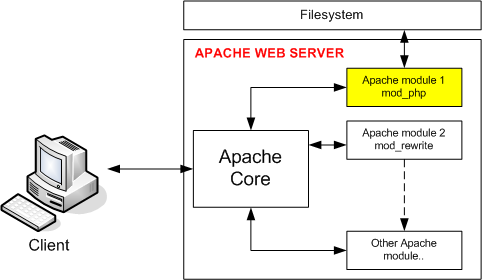 Filesystem
APACHE WEB SERVER
Apache module 1
mod_php
Apache module 2
mod_rewrite
Apache
Core
Client
Other Apache
module..